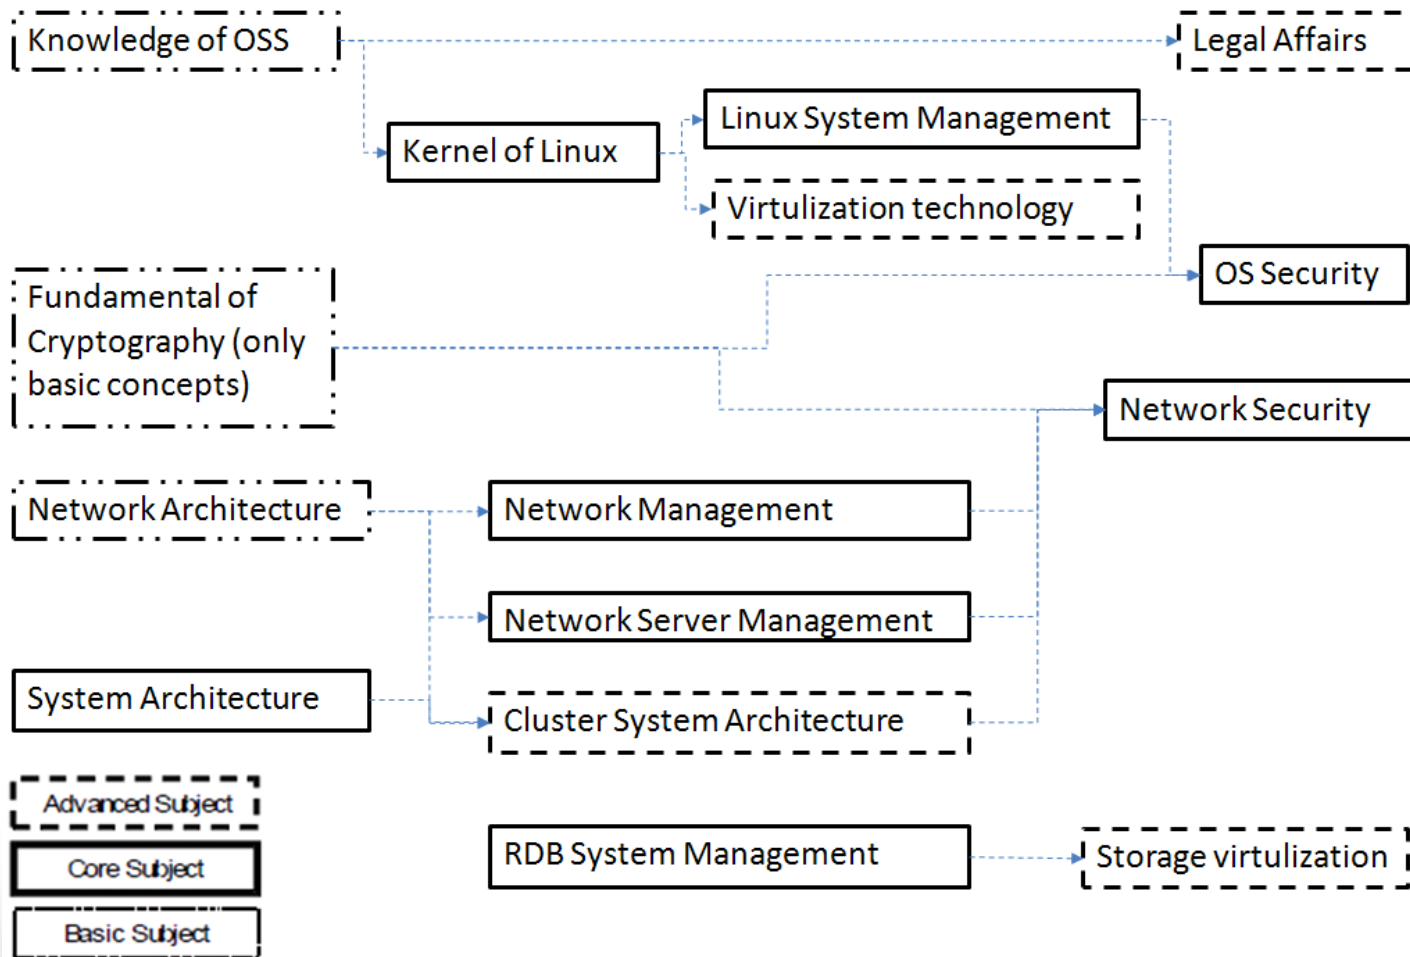 Knowledge of OSS
Legal Affairs
Linux System Management
Kernel of Linux
Virtulization technology
OS Security
Fundamental of
Cryptography (only
basic concepts)
Network Security
Network Architecture
Network Management
Network Server Management
System Architecture
Cluster System Architecture
Advanced Subject
Core Subject
Basic Subject
RDB System Management
Storage virtulization